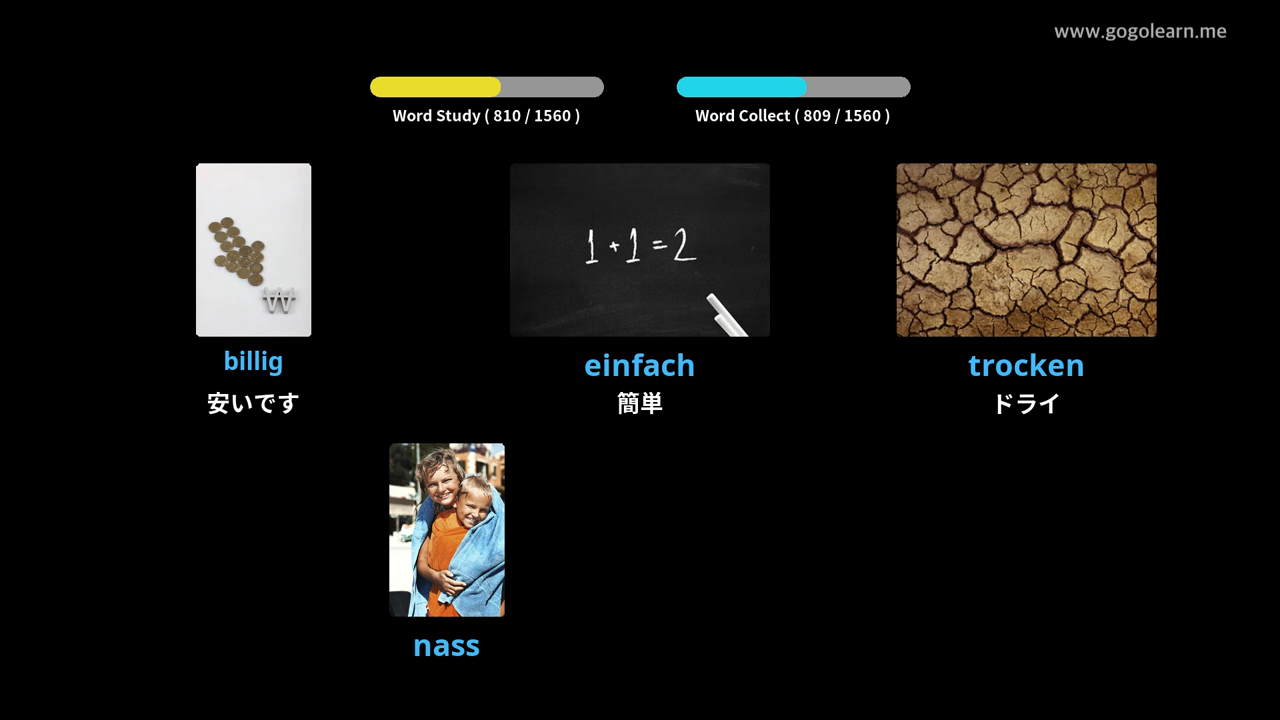 www.gogolearn.me
Word Study ( 810 / 1560 )
Word Collect ( 809 / 1560 )
1 + 1 = 2
₩
billig
einfach
trocken
安いです
簡単
ドライ
nass